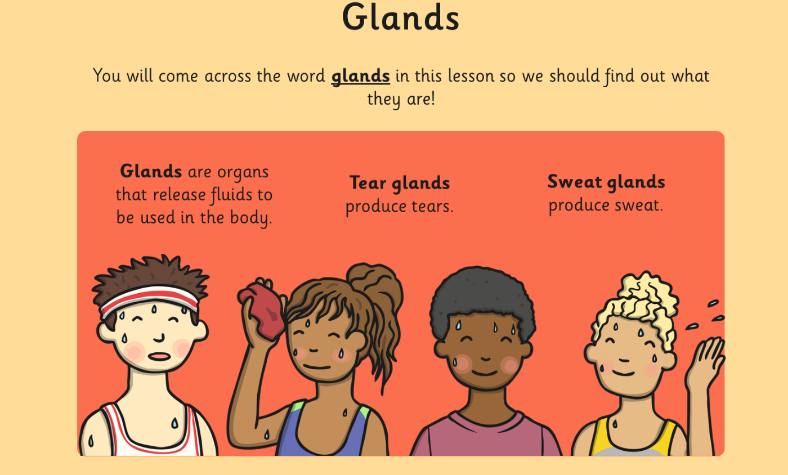 Glands
You will come across the word glands in this lesson so we should find out what
they are!
Glands are organs
that release fluids to
be used in the body.
Tear glands
produce tears.
Sweat glands
produce sweat.